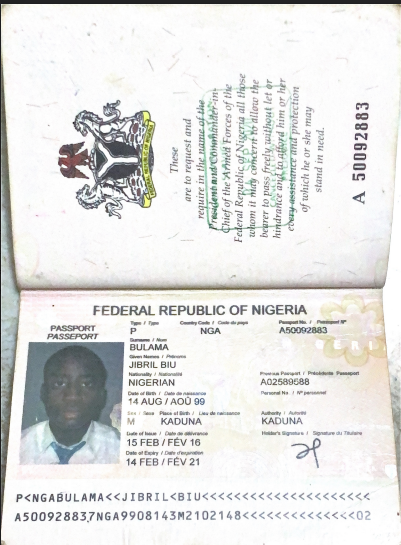 These
are to request and
require in the name of the
President and Commander-in-
Chief of the Armed Forces of the
Federal Republic of Nigeria all those
whom it may concern to allow the
bearer to pass freely without let or
hindrance and to afford him or her
every assistance and protection
of which he or she may
stand in need.
A 50092883
FEDERAL REPUBLIC OF NIGERIA
PASSPORT
PASSEPORT
Type / Type
Country Code / Code du pays
Passport No. / Passeport Nº
P
NGA
A50092883
Surname / Nom
BULAMA
Given Names / Prénoms
JIBRIL BIU
Nationality / Nationalité
NIGERIAN
Previous Passport / Précédente Passeport
A02589588
Date of Birth / Date de naissance
14 AUG / AOÛ 99
Personal No. / Nº personnel
Sex / Sexe
Place of Birth / Lieu de naissance
Authority / Autorité
M
KADUNA
KADUNA
Date of Issue / Date de délivrance
15 FEB / FÉV 16
Holder's Signature / Signature du Titulaire
Date of Expiry / Date d'expiration
14 FEB / FÉV 21
P<NGABULAMA<<JIBRIL<BIU<<<<<<<<<<<<<<<<<<<<<
A500928837NGA9908143M2102148<<<<<<<<<<<<<<02